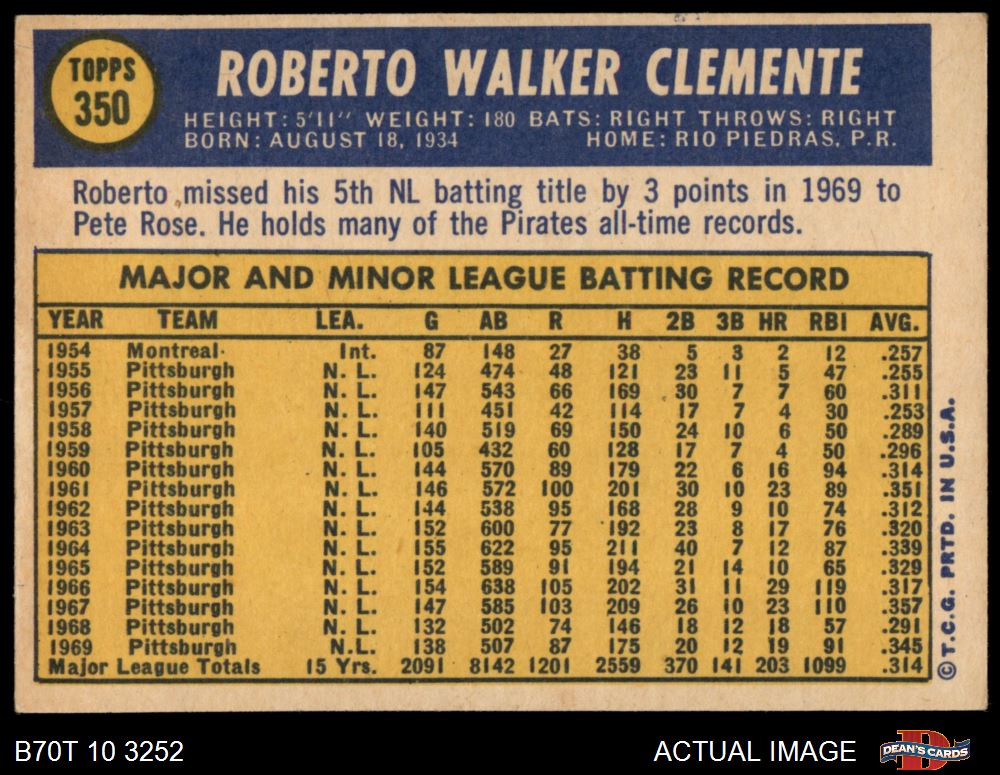 TOPPS
350
ROBERTO WALKER CLEMENTE
HEIGHT: 5'11" WEIGHT: 180 BATS: RIGHT THROWS: RIGHT
BORN: AUGUST 18, 1934 HOME: RIO PIEDRAS, P.R.
Roberto missed his 5th NL batting title by 3 points in 1969 to
Pete Rose. He holds many of the Pirates all-time records.
MAJOR AND MINOR LEAGUE BATTING RECORD
YEAR TEAM LEA. G AB R H 2B 3B HR RBI AVG.
1954 Montreal Int. 87 148 27 38 5 3 2 12 .257
1955 Pittsburgh N. L. 124 474 48 121 23 11 5 47 .255
1956 Pittsburgh N. L. 147 543 66 169 30 7 7 60 .311
1957 Pittsburgh N. L. 111 451 42 114 17 7 4 30 .253
1958 Pittsburgh N. L. 140 519 69 150 24 10 6 50 .289
1959 Pittsburgh N. L. 105 432 60 128 17 7 4 50 .296
1960 Pittsburgh N. L. 144 570 89 179 22 6 16 94 .314
1961 Pittsburgh N. L. 146 572 100 201 30 10 23 89 .351
1962 Pittsburgh N. L. 144 538 95 168 28 9 10 74 .312
1963 Pittsburgh N. L. 152 600 77 192 23 8 17 76 .320
1964 Pittsburgh N. L. 155 622 95 211 40 7 12 87 .339
1965 Pittsburgh N. L. 152 589 91 194 21 14 10 65 .329
1966 Pittsburgh N. L. 154 638 105 202 31 11 29 119 .317
1967 Pittsburgh N. L. 147 585 103 209 26 10 23 110 .357
1968 Pittsburgh N. L. 132 502 74 146 18 12 18 57 .291
1969 Pittsburgh N.L. 138 507 87 175 20 12 19 91 .345
Major League Totals 15 Yrs. 2091 8142 1201 2559 370 141 203 1099 .314
© T.C.G. PRTD. IN U.S.A.
B70T 10 3252
ACTUAL IMAGE
D
DEAN'S CARDS